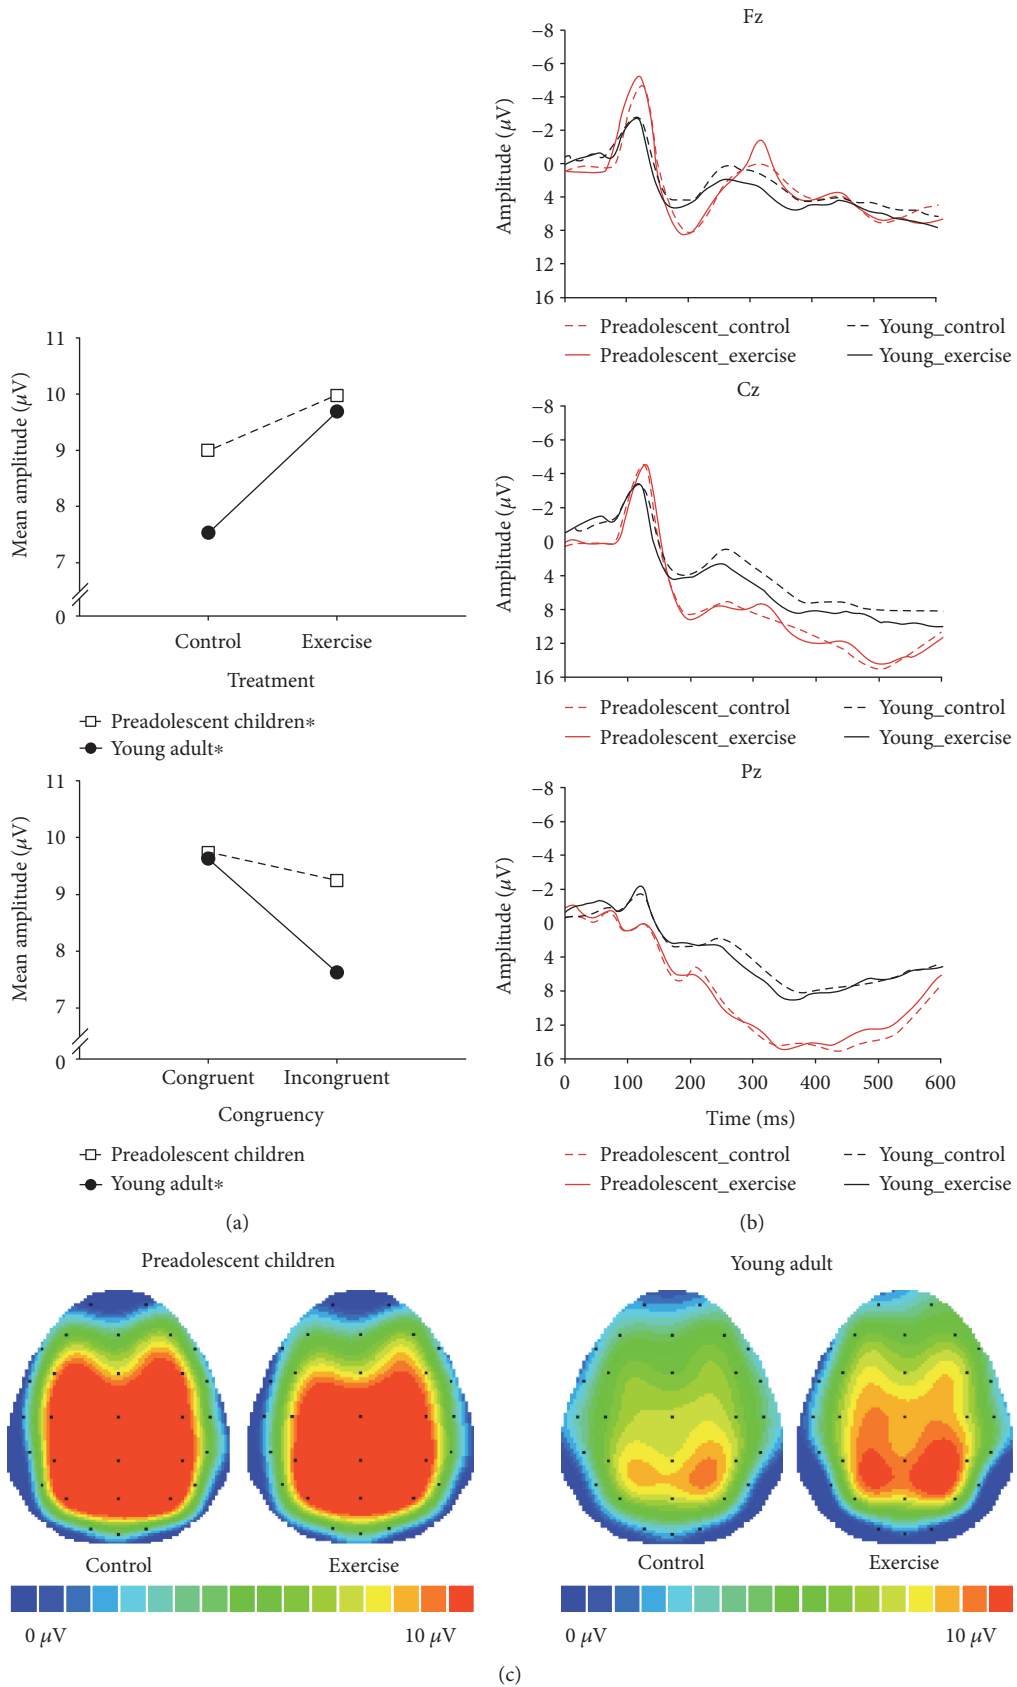 11
10
9
8
7
0
Mean amplitude (μV)
Control Exercise
Treatment
Preadolescent children*
Young adult*
11
10
9
8
7
0
Mean amplitude (μV)
Congruent Incongruent
Congruency
Preadolescent children
Young adult*
(a)
Fz
−8
−6
−4
−2
0
4
8
12
16
Amplitude (μV)
Preadolescent_control Young_control
Preadolescent_exercise Young_exercise
Cz
−8
−6
−4
−2
0
4
8
12
16
Amplitude (μV)
Preadolescent_control Young_control
Preadolescent_exercise Young_exercise
Pz
−8
−6
−4
−2
0
4
8
12
16
Amplitude (μV)
0 100 200 300 400 500 600
Time (ms)
Preadolescent_control Young_control
Preadolescent_exercise Young_exercise
(b)
Preadolescent children
Control Exercise
0 μV 10 μV
Young adult
Control Exercise
0 μV 10 μV
(c)